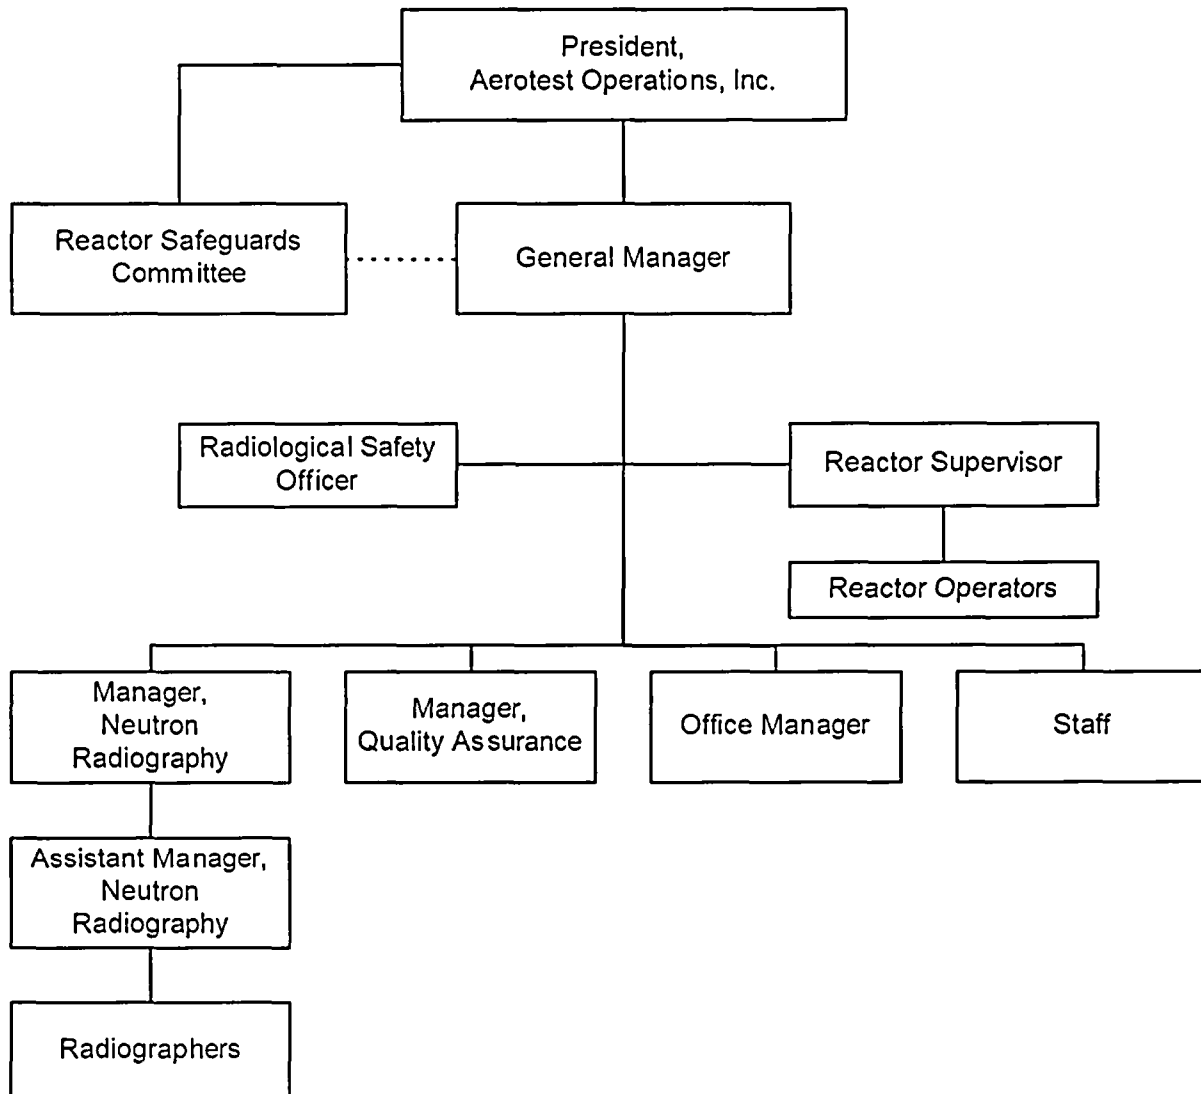 President,
Aerotest Operations, Inc.
Reactor Safeguards
Committee
General Manager
Radiological Safety
Officer
Reactor Supervisor
Reactor Operators
Manager,
Neutron
Radiography
Manager,
Quality Assurance
Office Manager
Staff
Assistant Manager,
Neutron
Radiography
Radiographers